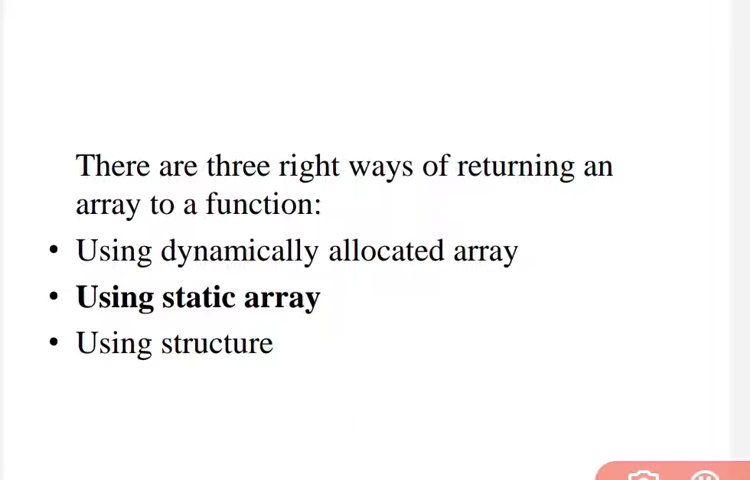 There are three right ways of returning an
array to a function:
• Using dynamically allocated array
• Using static array
• Using structure